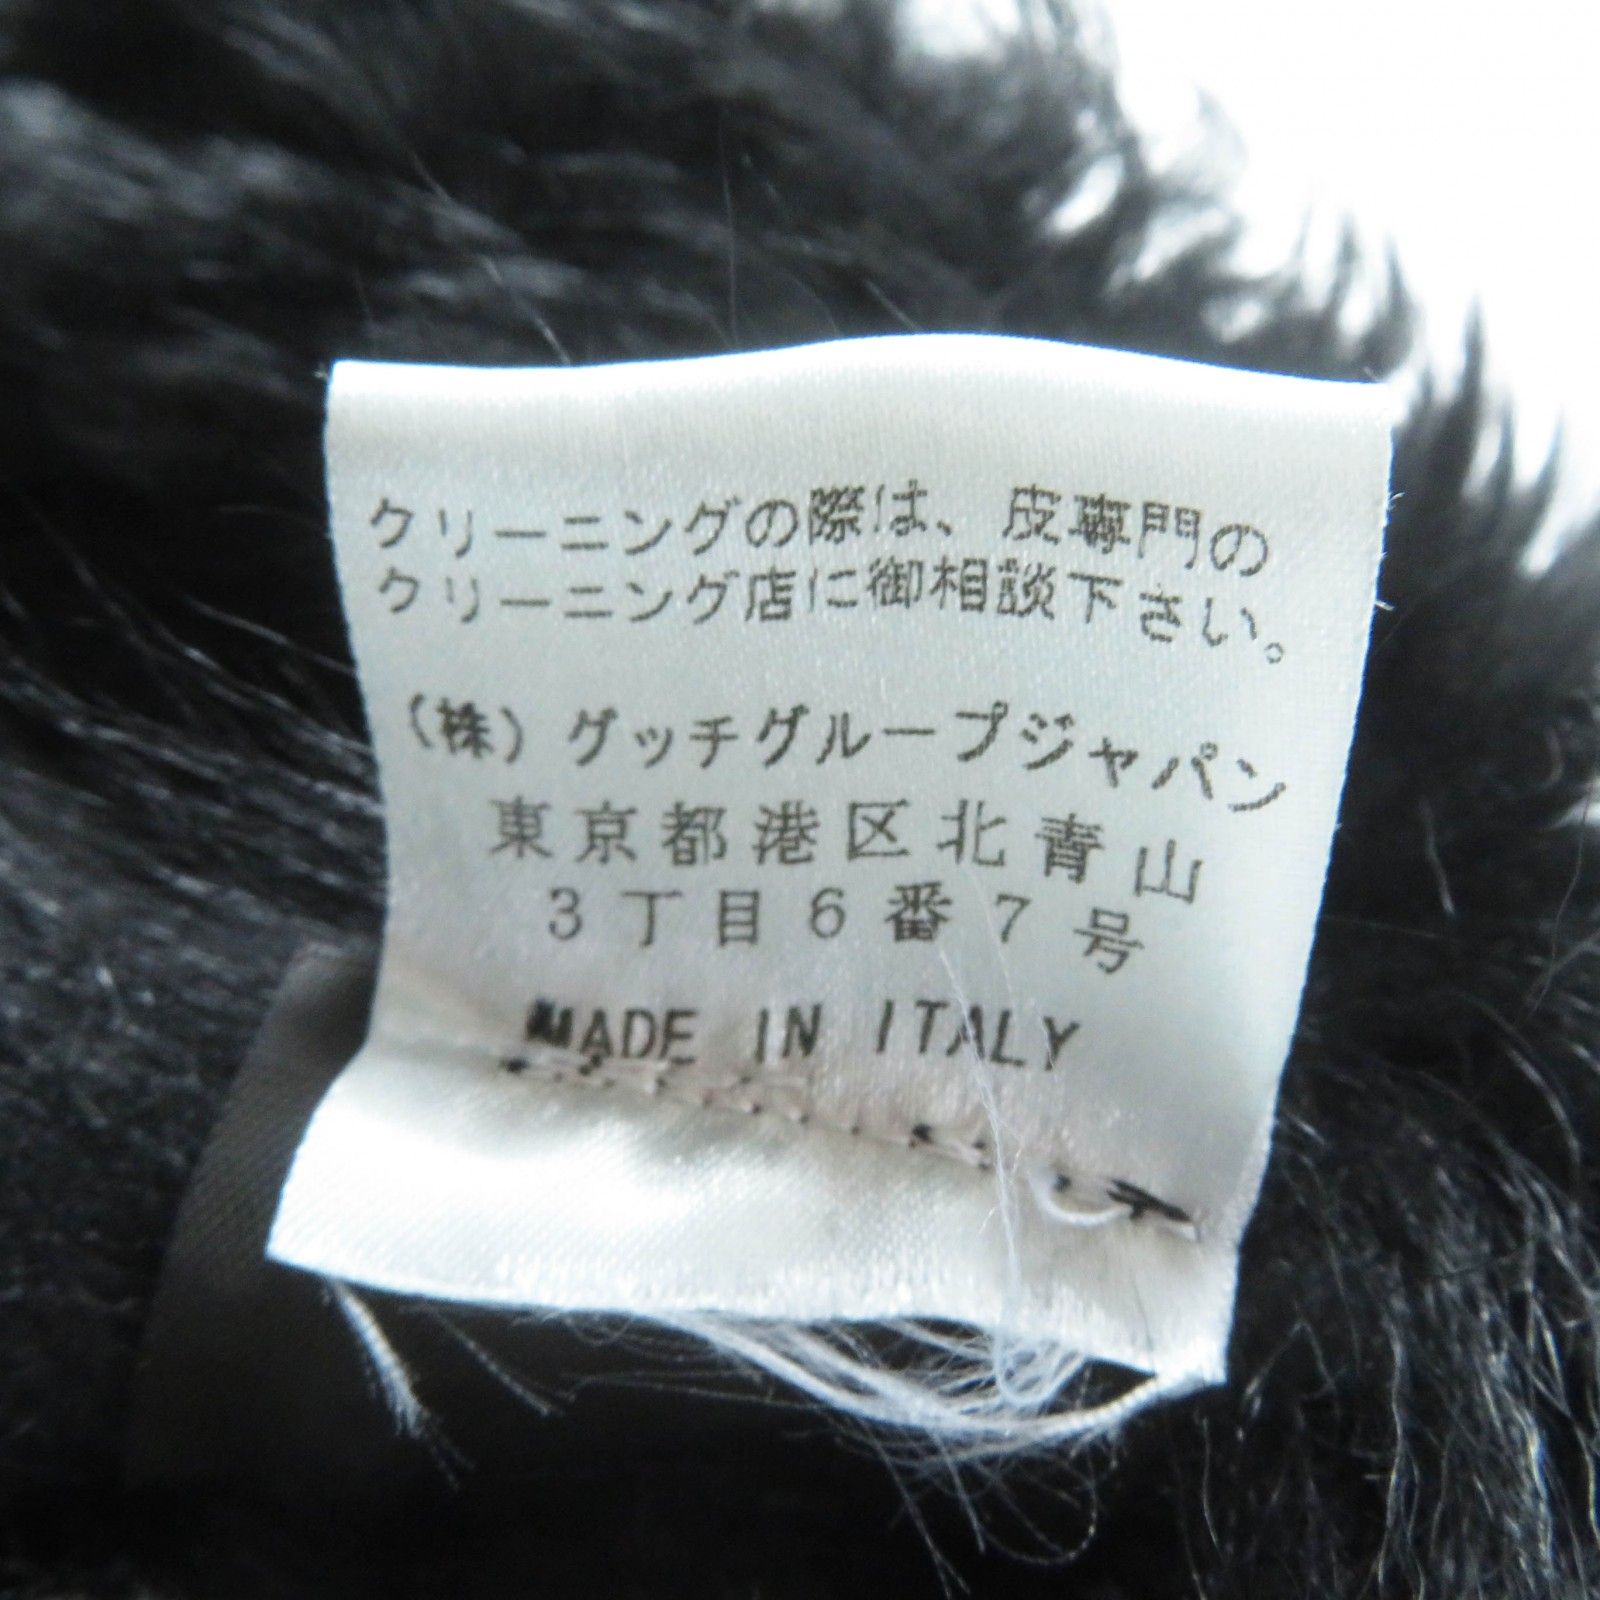 クリーニングの際は、皮専門の
クリーニング店に御相談下さい。
（株）グッチグループジャパン
東京都港区北青山
3丁目6番7号
MADE IN ITALY